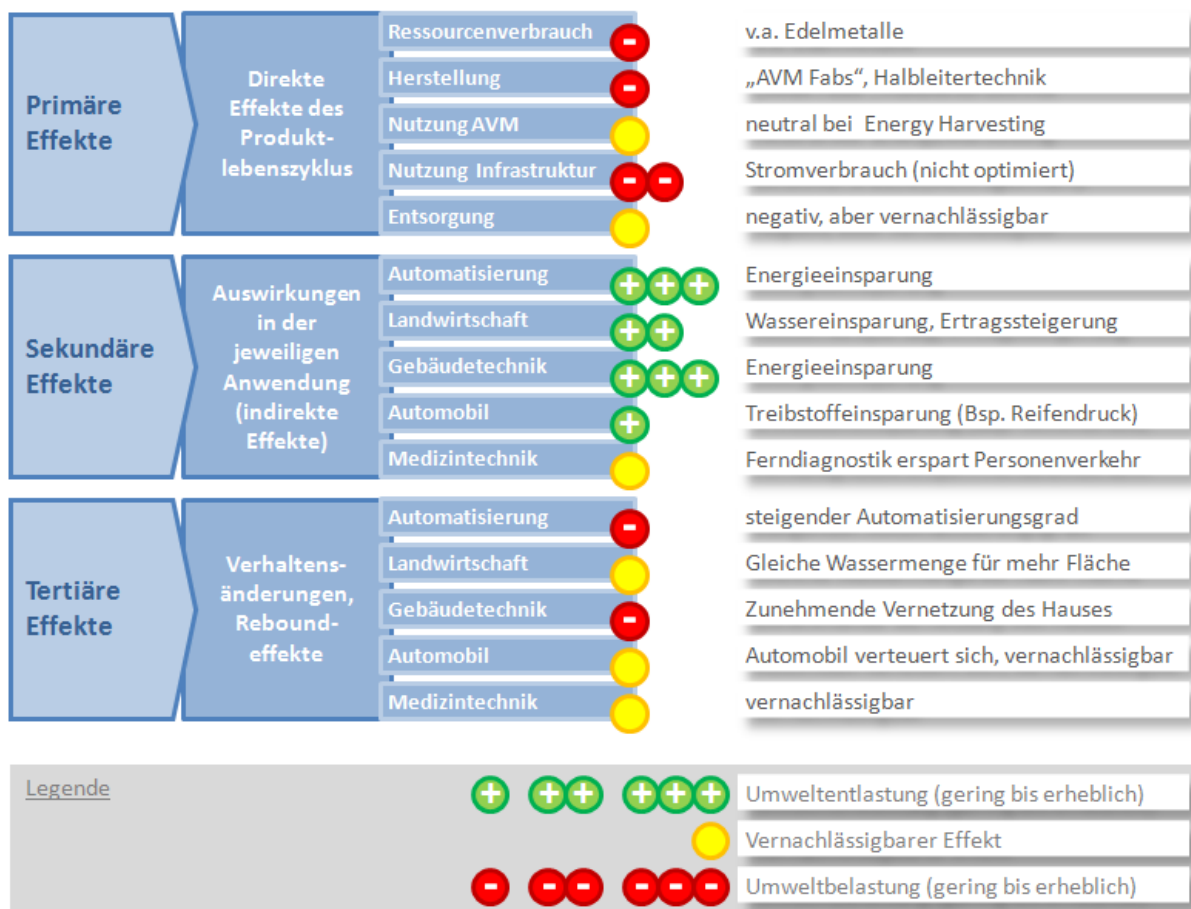 Primäre
Effekte
Direkte
Effekte des
Produkt-
lebenszyklus
Ressourcenverbrauch - v.a. Edelmetalle
Herstellung - „AVM Fabs“, Halbleitertechnik
Nutzung AVM neutral bei Energy Harvesting
Nutzung Infrastruktur - - Stromverbrauch (nicht optimiert)
Entsorgung negativ, aber vernachlässigbar
Sekundäre
Effekte
Auswirkungen
in der
jeweiligen
Anwendung
(indirekte
Effekte)
Automatisierung + + + Energieeinsparung
Landwirtschaft + + Wassereinsparung, Ertragssteigerung
Gebäudetechnik + + + Energieeinsparung
Automobil + Treibstoffeinsparung (Bsp. Reifendruck)
Medizintechnik Ferndiagnostik erspart Personenverkehr
Tertiäre
Effekte
Verhaltens-
änderungen,
Rebound-
effekte
Automatisierung - steigender Automatisierungsgrad
Landwirtschaft Gleiche Wassermenge für mehr Fläche
Gebäudetechnik - Zunehmende Vernetzung des Hauses
Automobil Automobil verteuert sich, vernachlässigbar
Medizintechnik vernachlässigbar
Legende
+ + + + + + Umweltentlastung (gering bis erheblich)
Vernachlässigbarer Effekt
- - - - - - Umweltbelastung (gering bis erheblich)